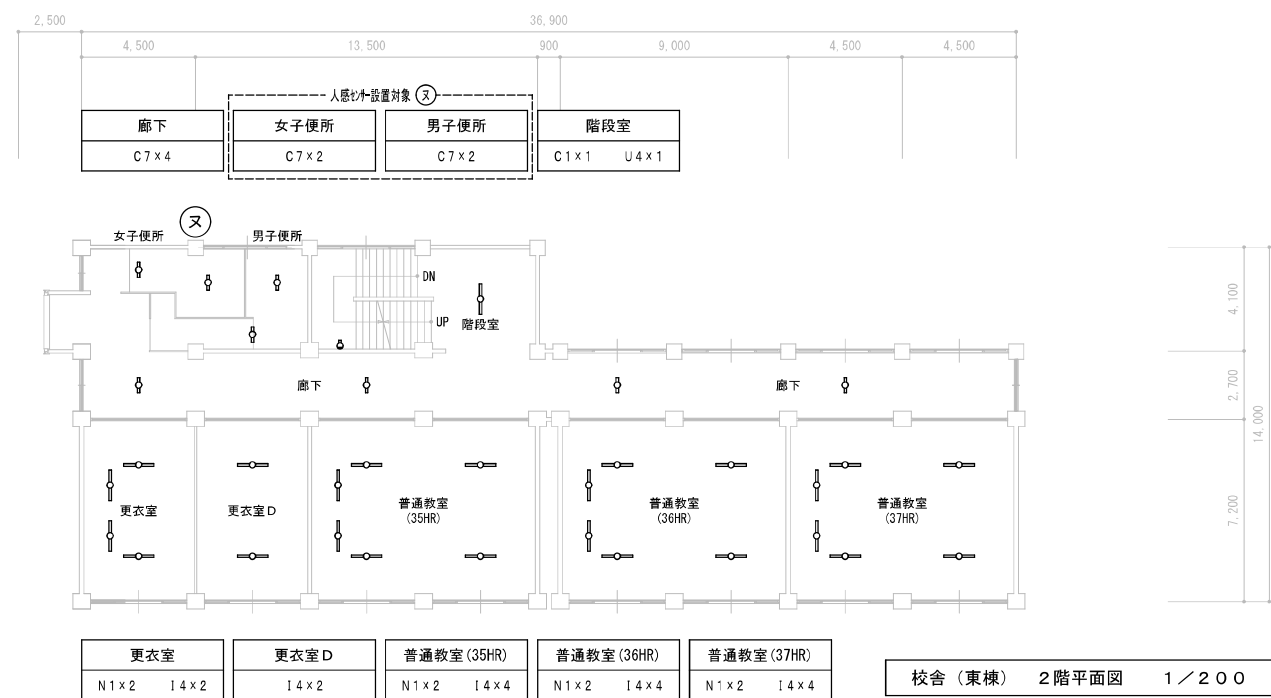 2,500 36,900
4,500 13,500 900 9,000 4,500 4,500
人感センサー設置対象 ヌ
廊下 女子便所 男子便所 階段室
C7×4 C7×2 C7×2 C1×1 U4×1
ヌ
女子便所 男子便所
DN
UP 階段室
4,100
廊下 廊下
2,700
14,000
更衣室 更衣室D 普通教室
(35HR)
普通教室
(36HR)
普通教室
(37HR)
7,200
更衣室 更衣室D 普通教室(35HR) 普通教室(36HR) 普通教室(37HR)
N1×2 I4×2 I4×2 N1×2 I4×4 N1×2 I4×4 N1×2 I4×4
校舎(東棟) 2階平面図 1/200